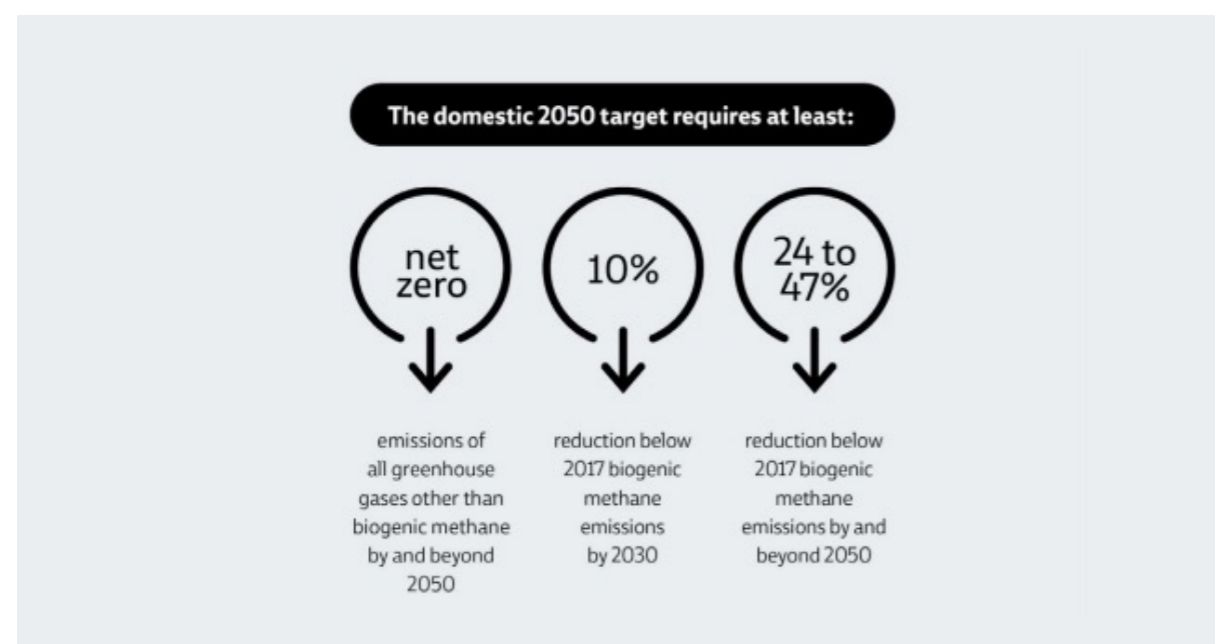 The domestic 2050 target requires at least:
net
zero
emissions of
all greenhouse
gases other than
biogenic methane
by and beyond
2050
10%
reduction below
2017 biogenic
methane
emissions
by 2030
24 to
47%
reduction below
2017 biogenic
methane
emissions by and
beyond 2050